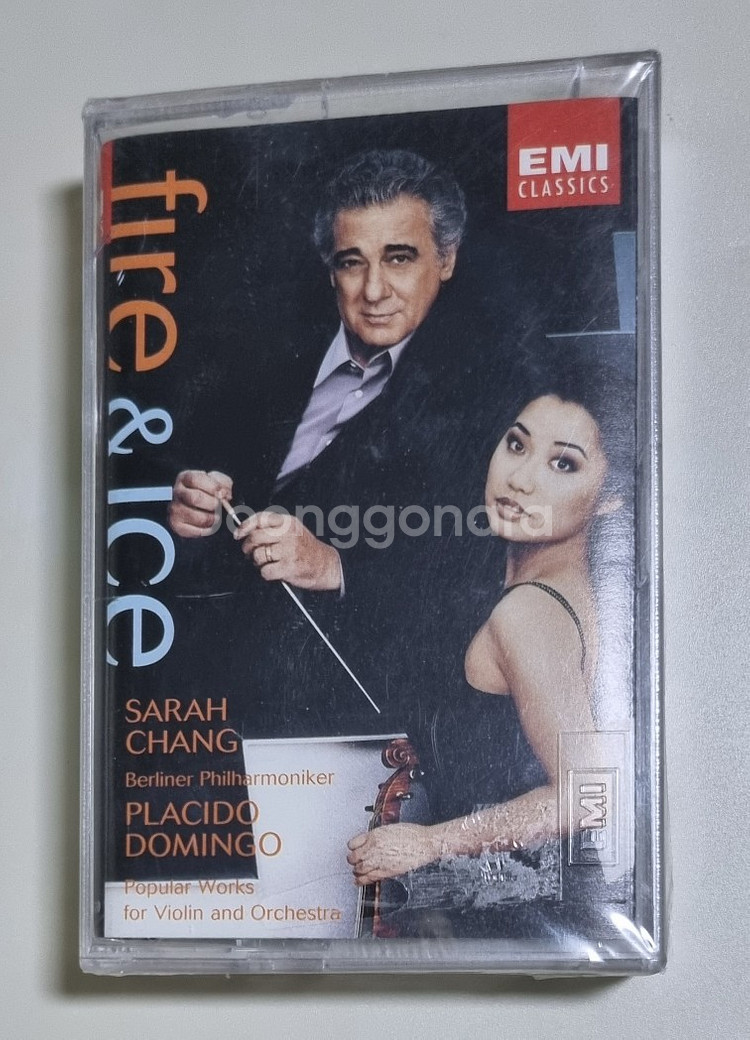 EMI
CLASSICS
fire & Ice
Joonggonara
SARAH
CHANG
Berliner Philharmoniker
PLACIDO
DOMINGO
Popular Works
for Violin and Orchestra
EMI